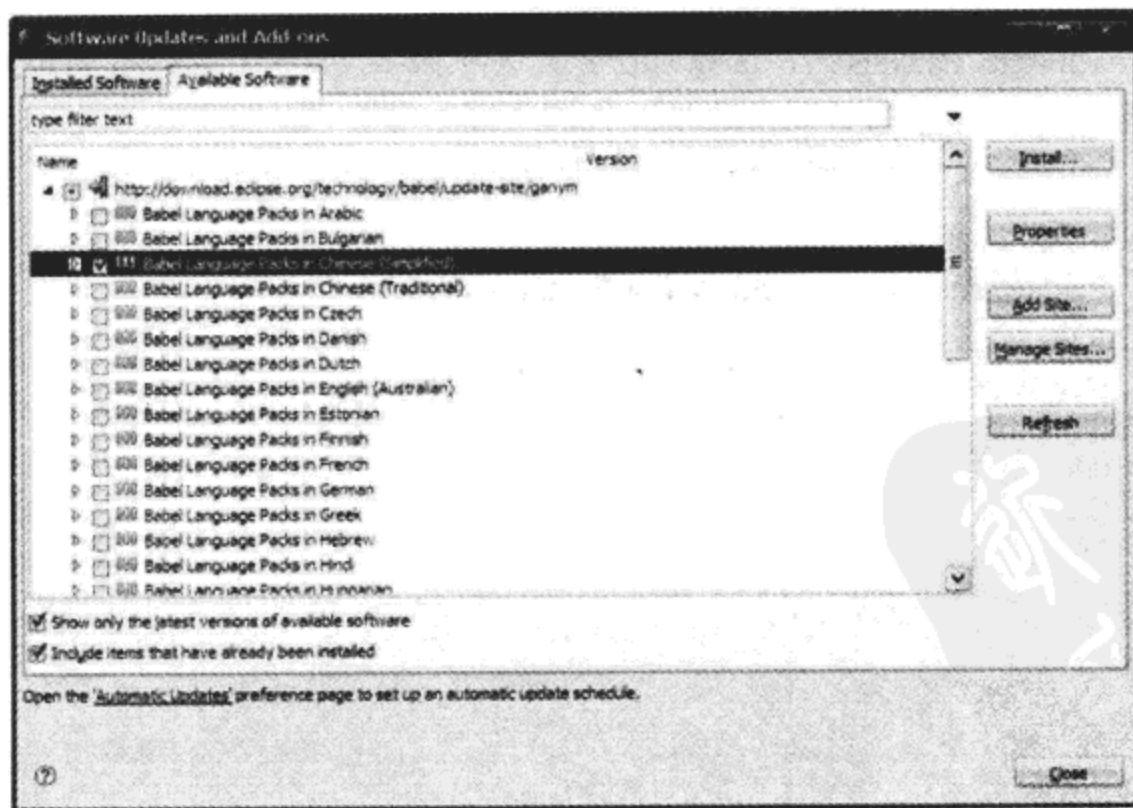 Software Updates and Add-ons
Installed Software
Available Software
type filter text
Name
Version
http://download.eclipse.org/technology/babel/update-site/ganym
Babel Language Packs in Arabic
Babel Language Packs in Bulgarian
Babel Language Packs in Chinese (Simplified)
Babel Language Packs in Chinese (Traditional)
Babel Language Packs in Czech
Babel Language Packs in Danish
Babel Language Packs in Dutch
Babel Language Packs in English (Australian)
Babel Language Packs in Estonian
Babel Language Packs in Finnish
Babel Language Packs in French
Babel Language Packs in German
Babel Language Packs in Greek
Babel Language Packs in Hebrew
Babel Language Packs in Hindi
Babel Language Packs in Hungarian
Install...
Properties
Add Site...
Manage Sites...
Refresh
Show only the latest versions of available software
Include items that have already been installed
Open the 'Automatic Updates' preference page to set up an automatic update schedule.
Close